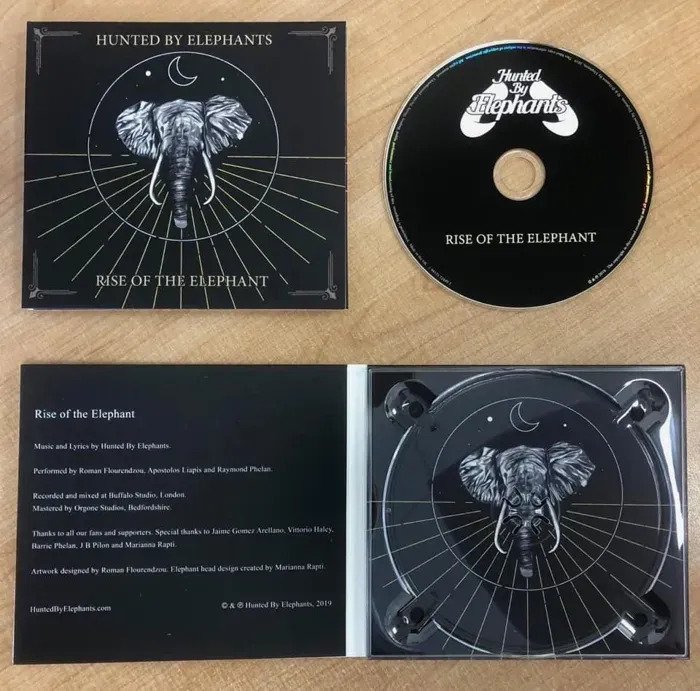 HUNTED BY ELEPHANTS
RISE OF THE ELEPHANT
Hunted
By
Elephants
RISE OF THE ELEPHANT
Rise of the Elephant
Music and Lyrics by Hunted By Elephants.
Performed by Roman Flourendzou, Apostolos Liapis and Raymond Phelan.
Recorded and mixed at Buffalo Studio, London.
Mastered by Orgone Studios, Bedfordshire.
Thanks to all our fans and supporters. Special thanks to Jaime Gomez Arellano, Vittorio Halcy,
Barrie Phelan, J B Pilon and Marianna Rapti.
Artwork designed by Roman Flourendzou. Elephant head design created by Marianna Rapti.
HuntedByElephants.com
© & ℗ Hunted By Elephants, 2019